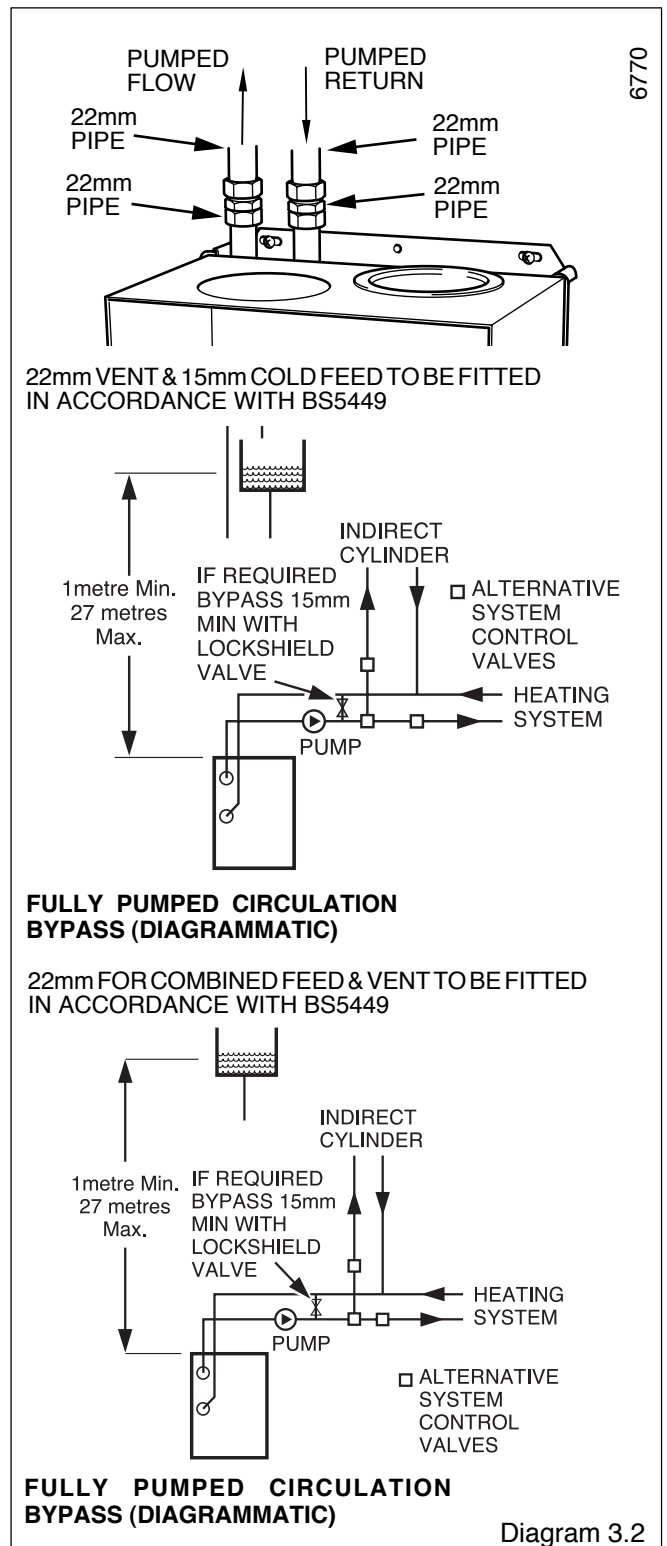 PUMPED
FLOW
PUMPED
RETURN
6770
22mm
PIPE
22mm
PIPE
22mm
PIPE
22mm
PIPE
22mm VENT & 15mm COLD FEED TO BE FITTED
IN ACCORDANCE WITH BS5449
1metre Min.
27 metres
Max.
IF REQUIRED
BYPASS 15mm
MIN WITH
LOCKSHIELD
VALVE
INDIRECT
CYLINDER
ALTERNATIVE
SYSTEM
CONTROL
VALVES
HEATING
SYSTEM
PUMP
FULLY PUMPED CIRCULATION
BYPASS (DIAGRAMMATIC)
22mm FOR COMBINED FEED & VENT TO BE FITTED
IN ACCORDANCE WITH BS5449
1metre Min.
27 metres
Max.
IF REQUIRED
BYPASS 15mm
MIN WITH
LOCKSHIELD
VALVE
INDIRECT
CYLINDER
HEATING
SYSTEM
PUMP
ALTERNATIVE
SYSTEM
CONTROL
VALVES
FULLY PUMPED CIRCULATION
BYPASS (DIAGRAMMATIC)
Diagram 3.2